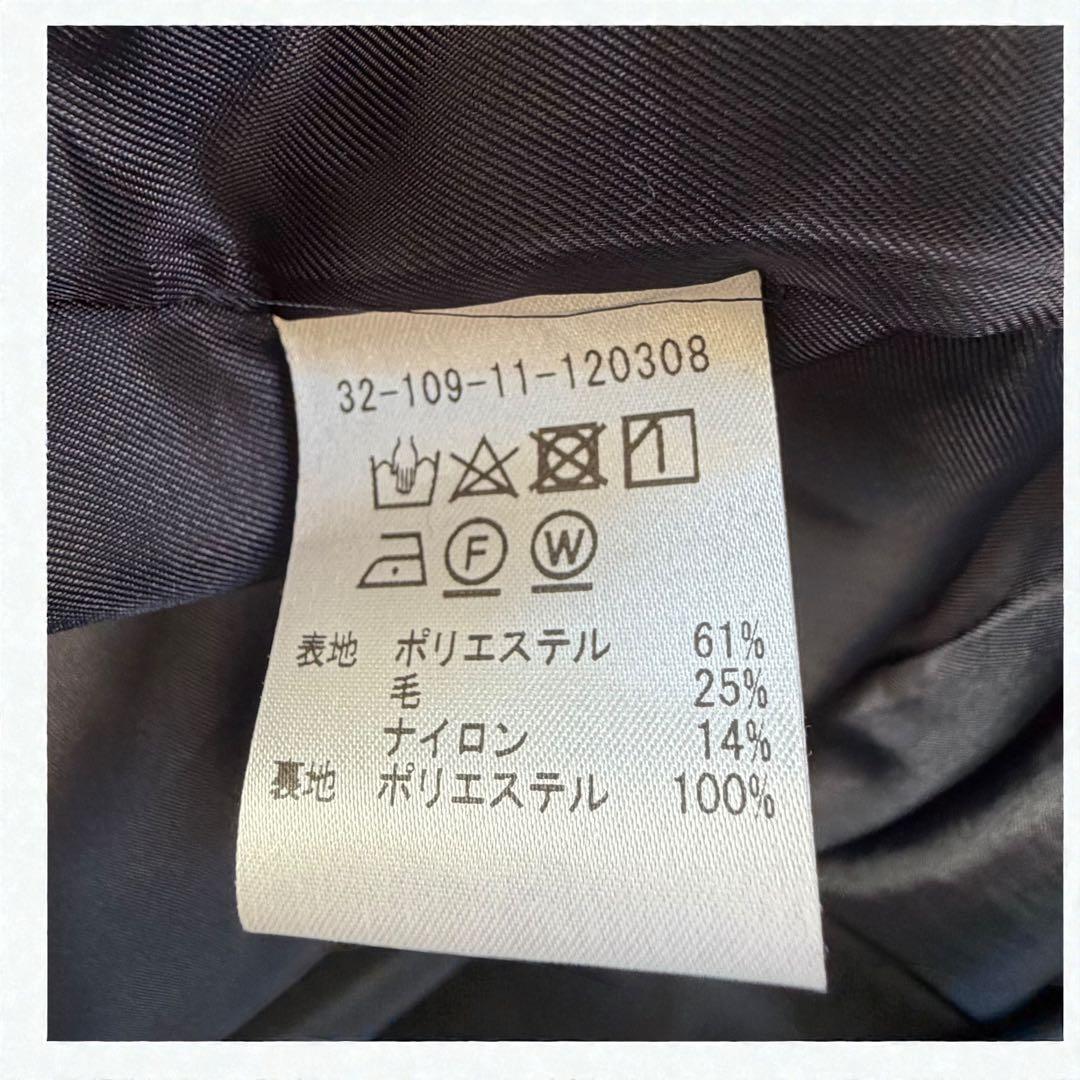 32-109-11-120308
F W
表地 ポリエステル 61%
毛 25%
ナイロン 14%
裏地 ポリエステル 100%